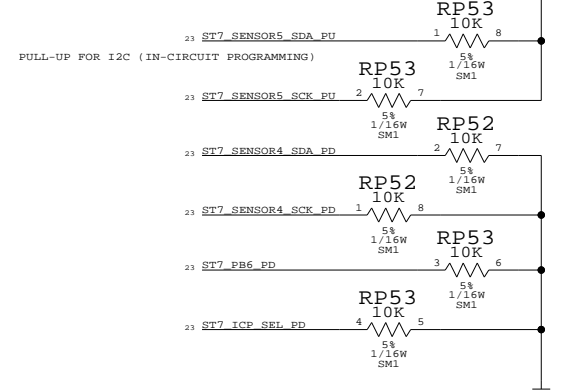 RP53
10K
23 ST7_SENSOR5_SDA_PU 1 8
5%
1/16W
SM1
PULL-UP FOR I2C (IN-CIRCUIT PROGRAMMING)
RP53
10K
23 ST7_SENSOR5_SCK_PU 2 7
5%
1/16W
SM1
RP52
10K
23 ST7_SENSOR4_SDA_PD 2 7
5%
1/16W
SM1
RP52
10K
23 ST7_SENSOR4_SCK_PD 1 8
5%
1/16W
SM1
RP53
10K
23 ST7_PB6_PD 3 6
5%
1/16W
SM1
RP53
10K
23 ST7_ICP_SEL_PD 4 5
5%
1/16W
SM1